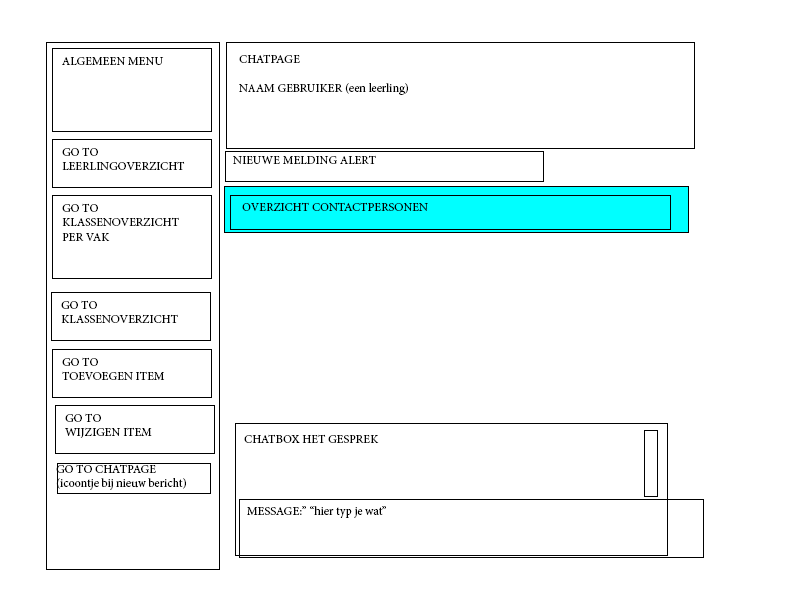 ALGEMEEN MENU
GO TO
LEERLINGOVERZICHT
GO TO
KLASSENOVERZICHT
PER VAK
GO TO
KLASSENOVERZICHT
GO TO
TOEVOEGEN ITEM
GO TO
WIJZIGEN ITEM
GO TO CHATPAGE
(icoontje bij nieuw bericht)
CHATPAGE
NAAM GEBRUIKER (een leerling)
NIEUWE MELDING ALERT
OVERZICHT CONTACTPERSONEN
CHATBOX HET GESPREK
MESSAGE:” “hier typ je wat”